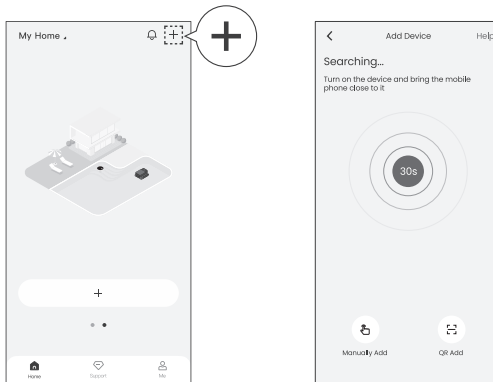 My Home
Home
Support
Me
Add Device
Help
Searching...
Turn on the device and bring the mobile
phone close to it
30s
Manually Add
QR Add